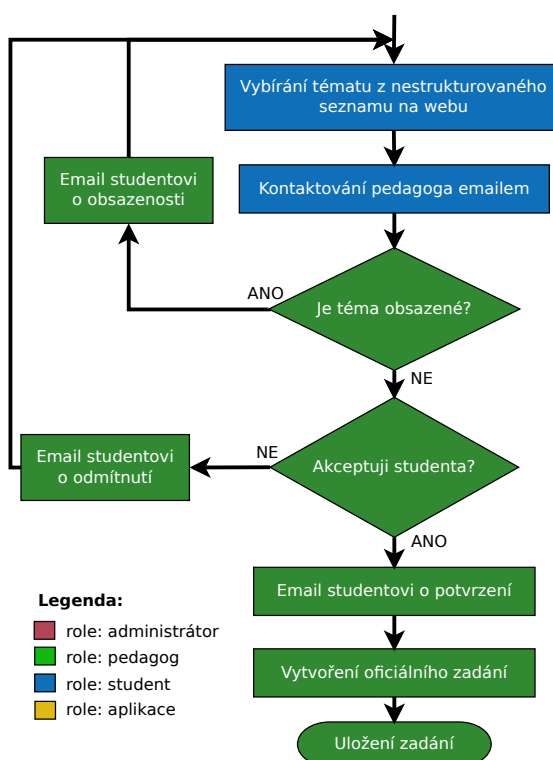 Vybírání tématu z nestrukturovaného
seznamu na webu
Email studentovi
o obsazenosti
Kontaktování pedagoga emailem
ANO
Je téma obsazené?
NE
Email studentovi
o odmítnutí
NE
Akceptuji studenta?
ANO
Email studentovi o potvrzení
Legenda:
role: administrátor
role: pedagog
role: student
role: aplikace
Vytvoření oficiálního zadání
Uložení zadání